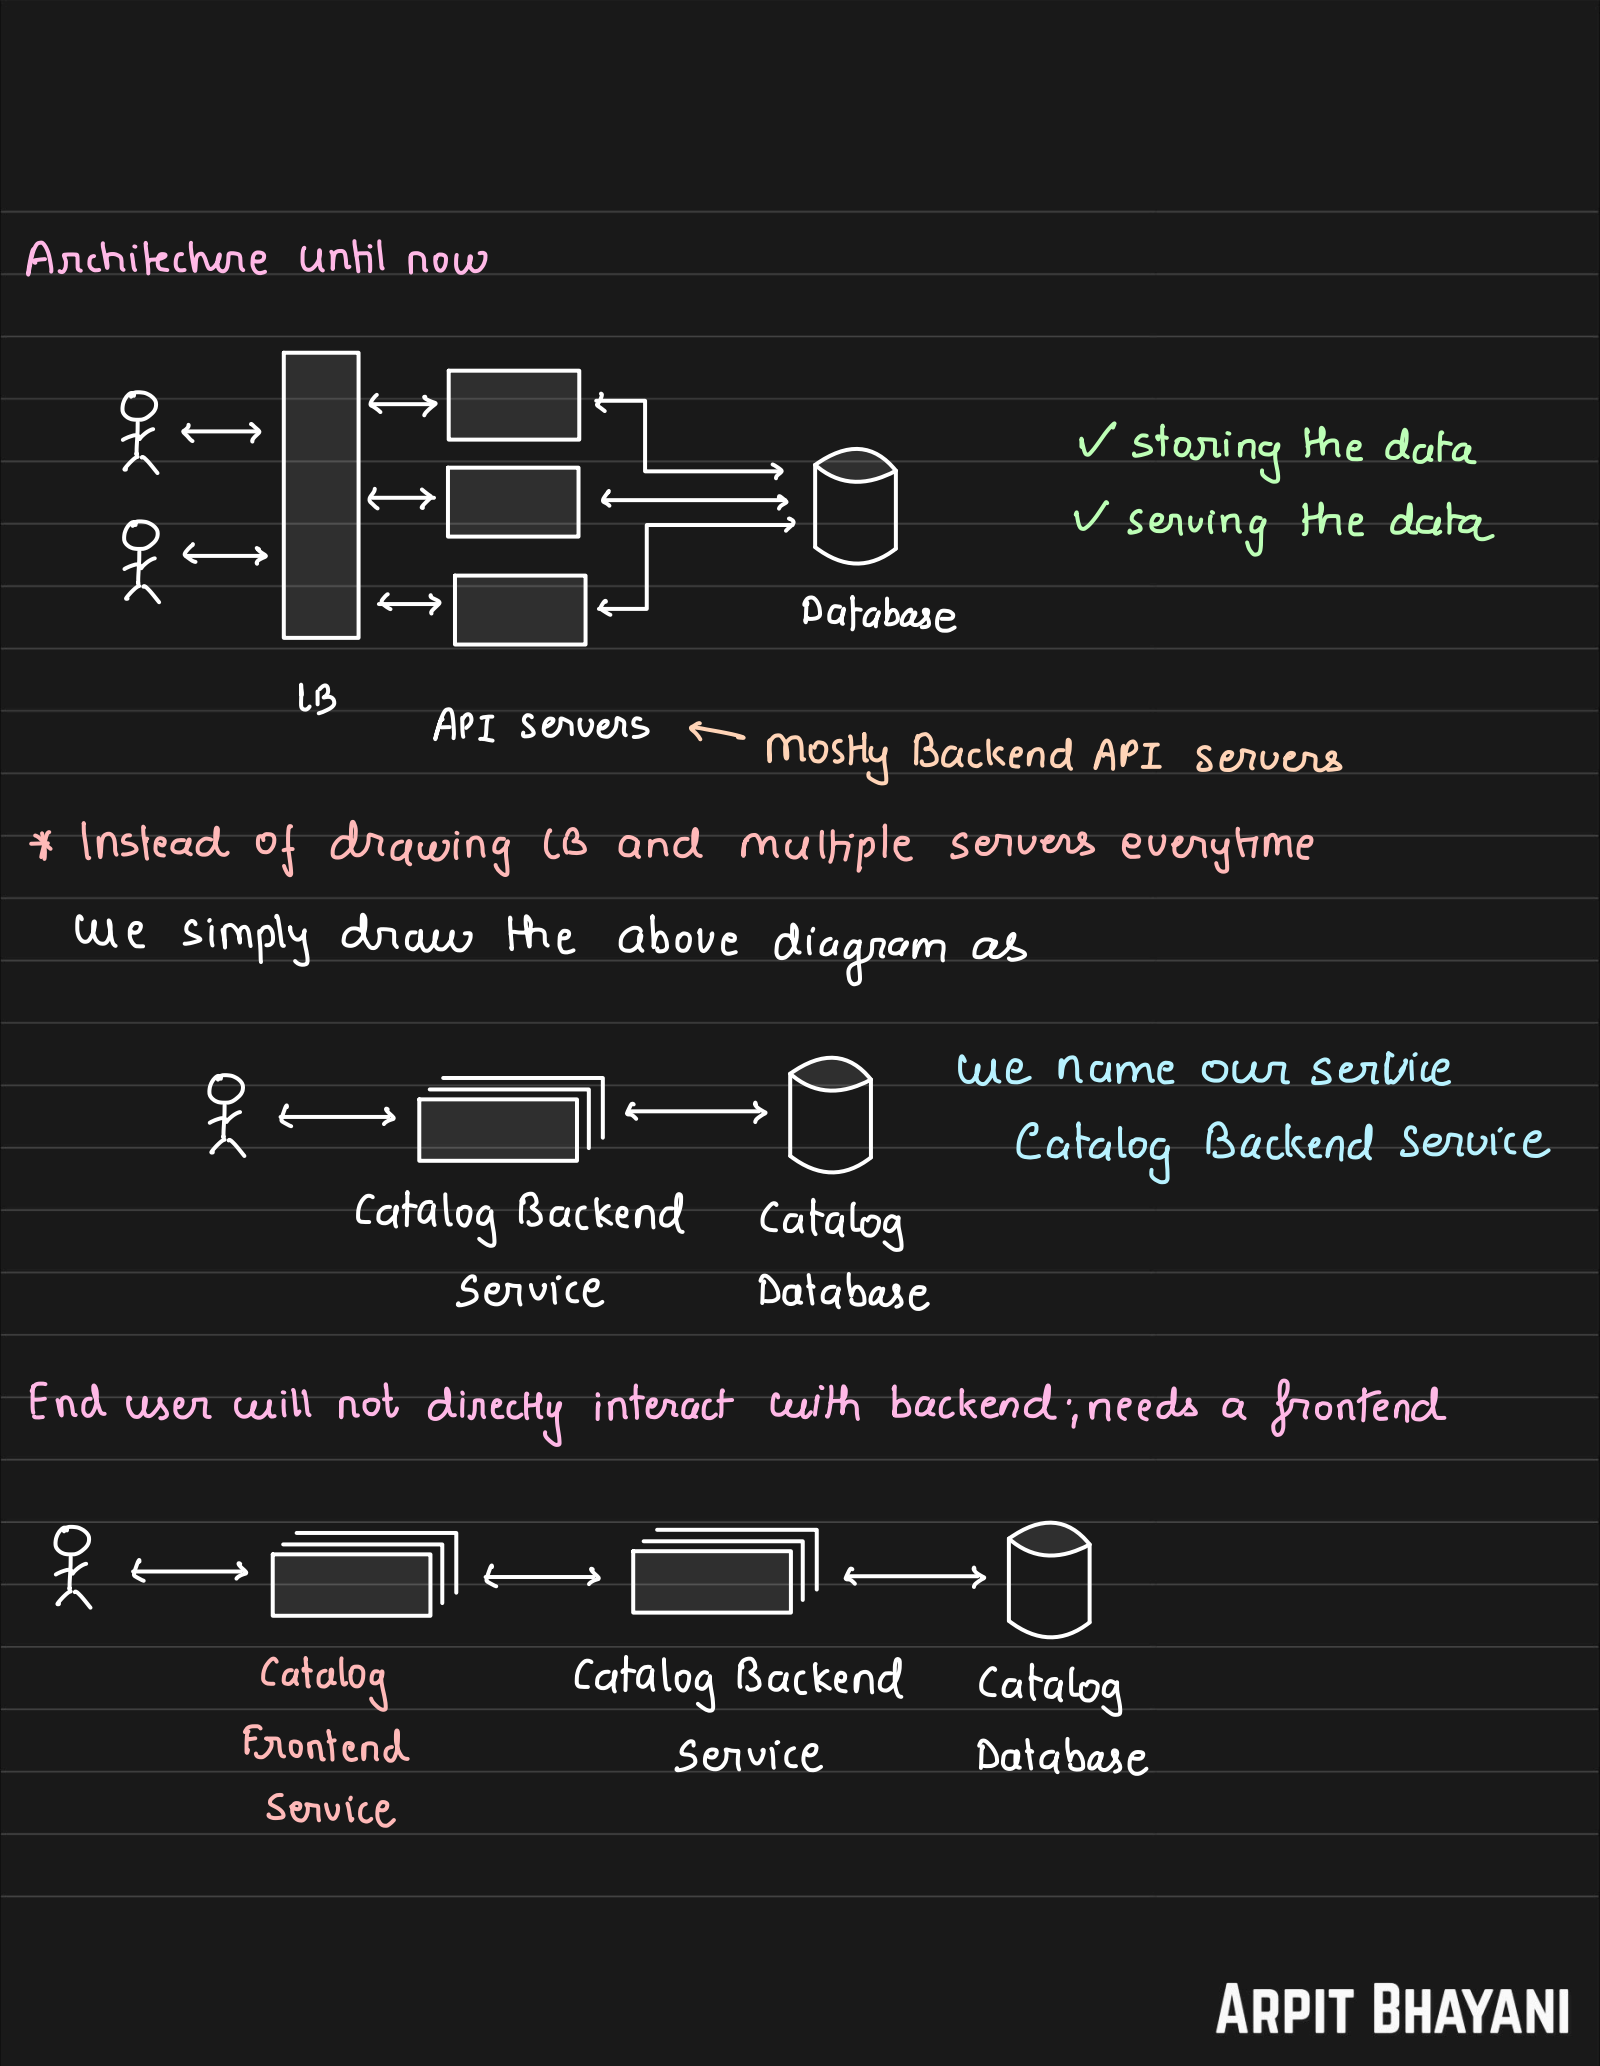 Architecture until now
✓ storing the data
✓ serving the data
Database
LB
API servers
Mostly Backend API servers
* Instead of drawing LB and multiple servers everytime
we simply draw the above diagram as
we name our service
Catalog Backend Service
Catalog Backend
Service
Catalog
Database
End user will not directly interact with backend; needs a frontend
Catalog
Frontend
Service
Catalog Backend
Service
Catalog
Database
ARPIT BHAYANI